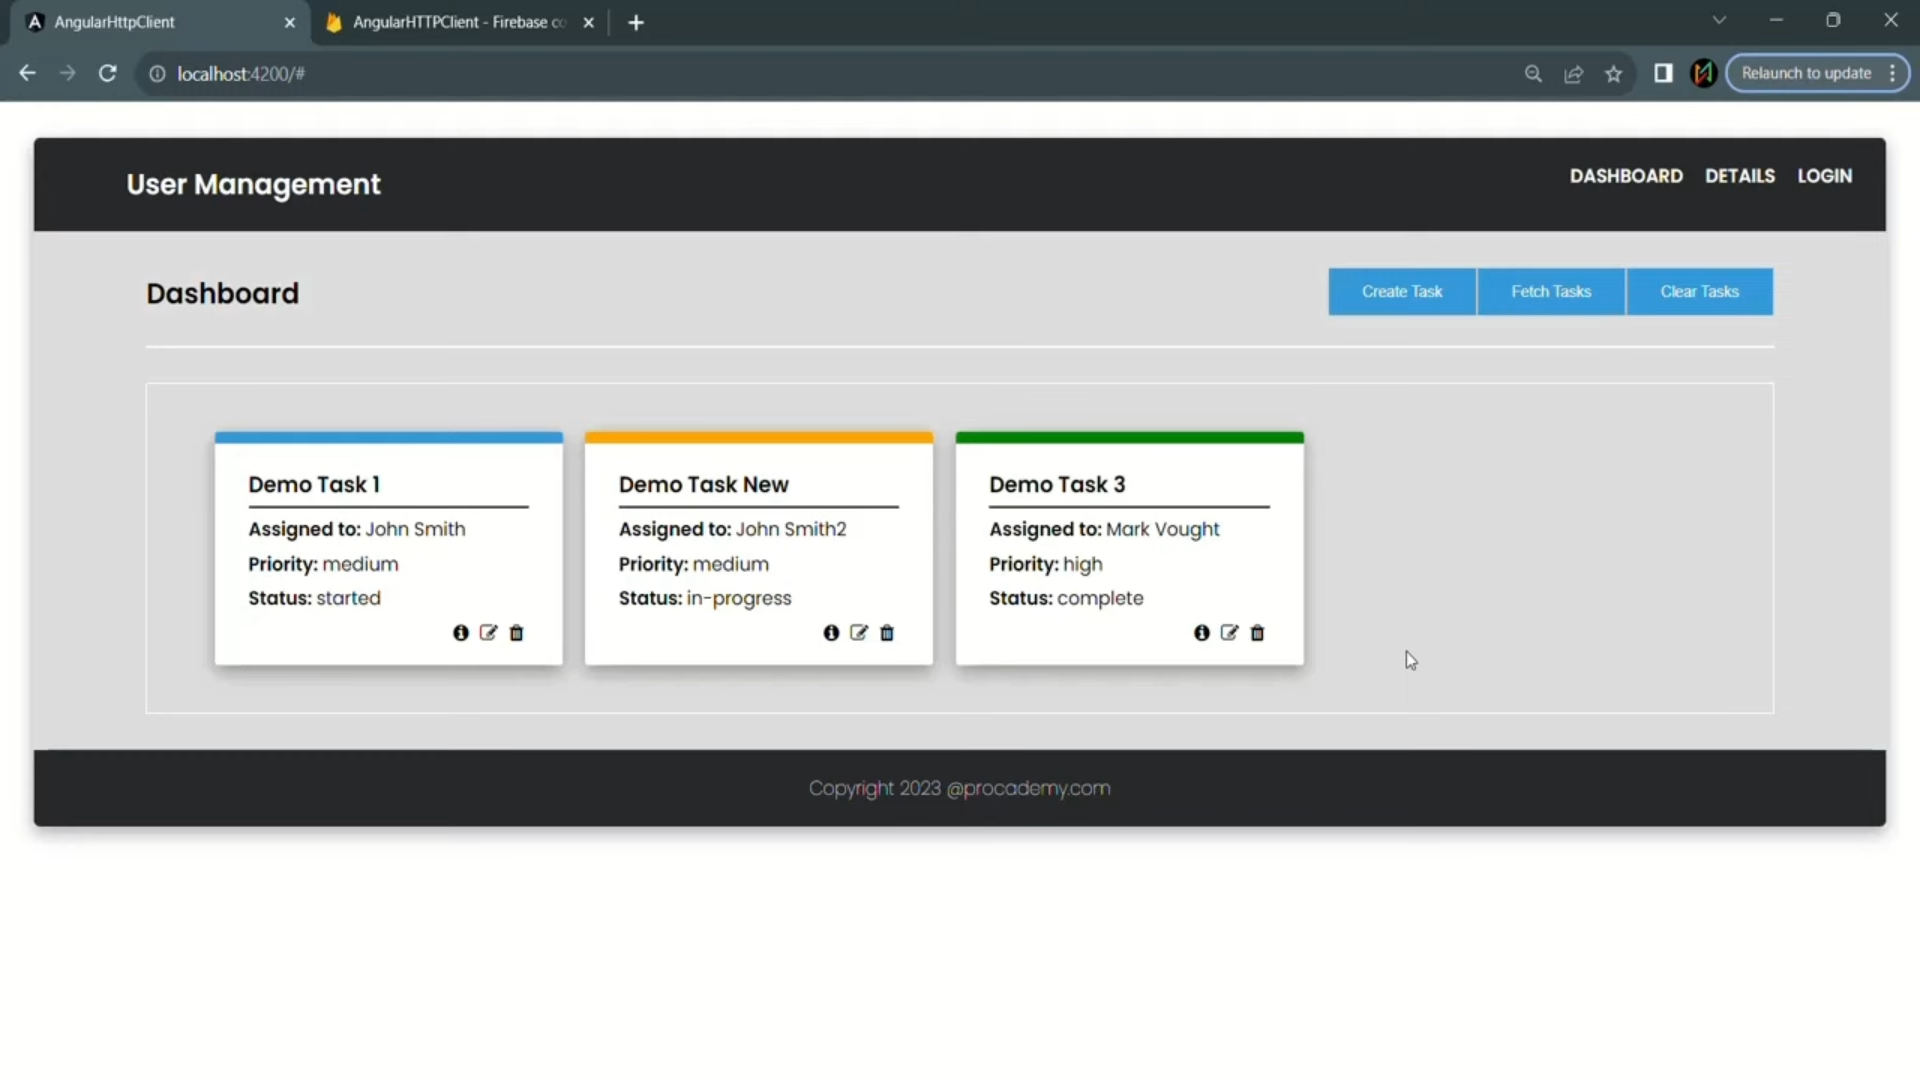 AngularHttpClient
AngularHTTPClient - Firebase co
localhost:4200/#
Relaunch to update
User Management
DASHBOARD DETAILS LOGIN
Dashboard
Create Task Fetch Tasks Clear Tasks
Demo Task 1
Assigned to: John Smith
Priority: medium
Status: started
Demo Task New
Assigned to: John Smith2
Priority: medium
Status: in-progress
Demo Task 3
Assigned to: Mark Vought
Priority: high
Status: complete
Copyright 2023 @procademy.com